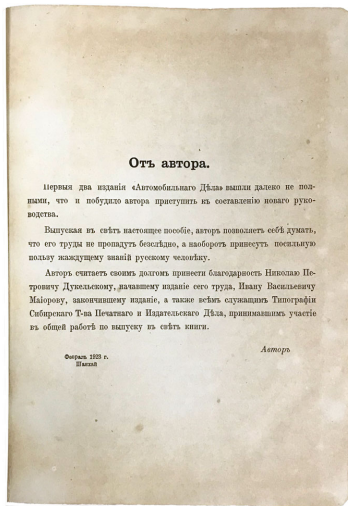 Отъ автора.
Первыя два изданія «Автомобильнаго Дѣла» вышли далеко не пол-
ными, что и побудило автора приступить къ составленію новаго руко-
водства.
Выпуская въ свѣтъ настоящее пособіе, авторъ позволяетъ себѣ думать,
что его труды не пропадутъ безслѣдно, а наоборотъ принесутъ посильную
пользу жаждущему знаній русскому человѣку.
Авторъ считаетъ своимъ долгомъ принести благодарность Николаю Пе-
тровичу Дукельскому, начавшему изданіе сего труда, Ивану Васильевичу
Маіорову, закончившему изданіе, а также всѣмъ служащимъ Типографіи
Сибирскаго Т-ва Печатнаго и Издательскаго Дѣла, принимавшимъ участіе
въ общей работѣ по выпуску въ свѣтъ книги.
Авторъ
Февраль 1923 г.
Шанхай